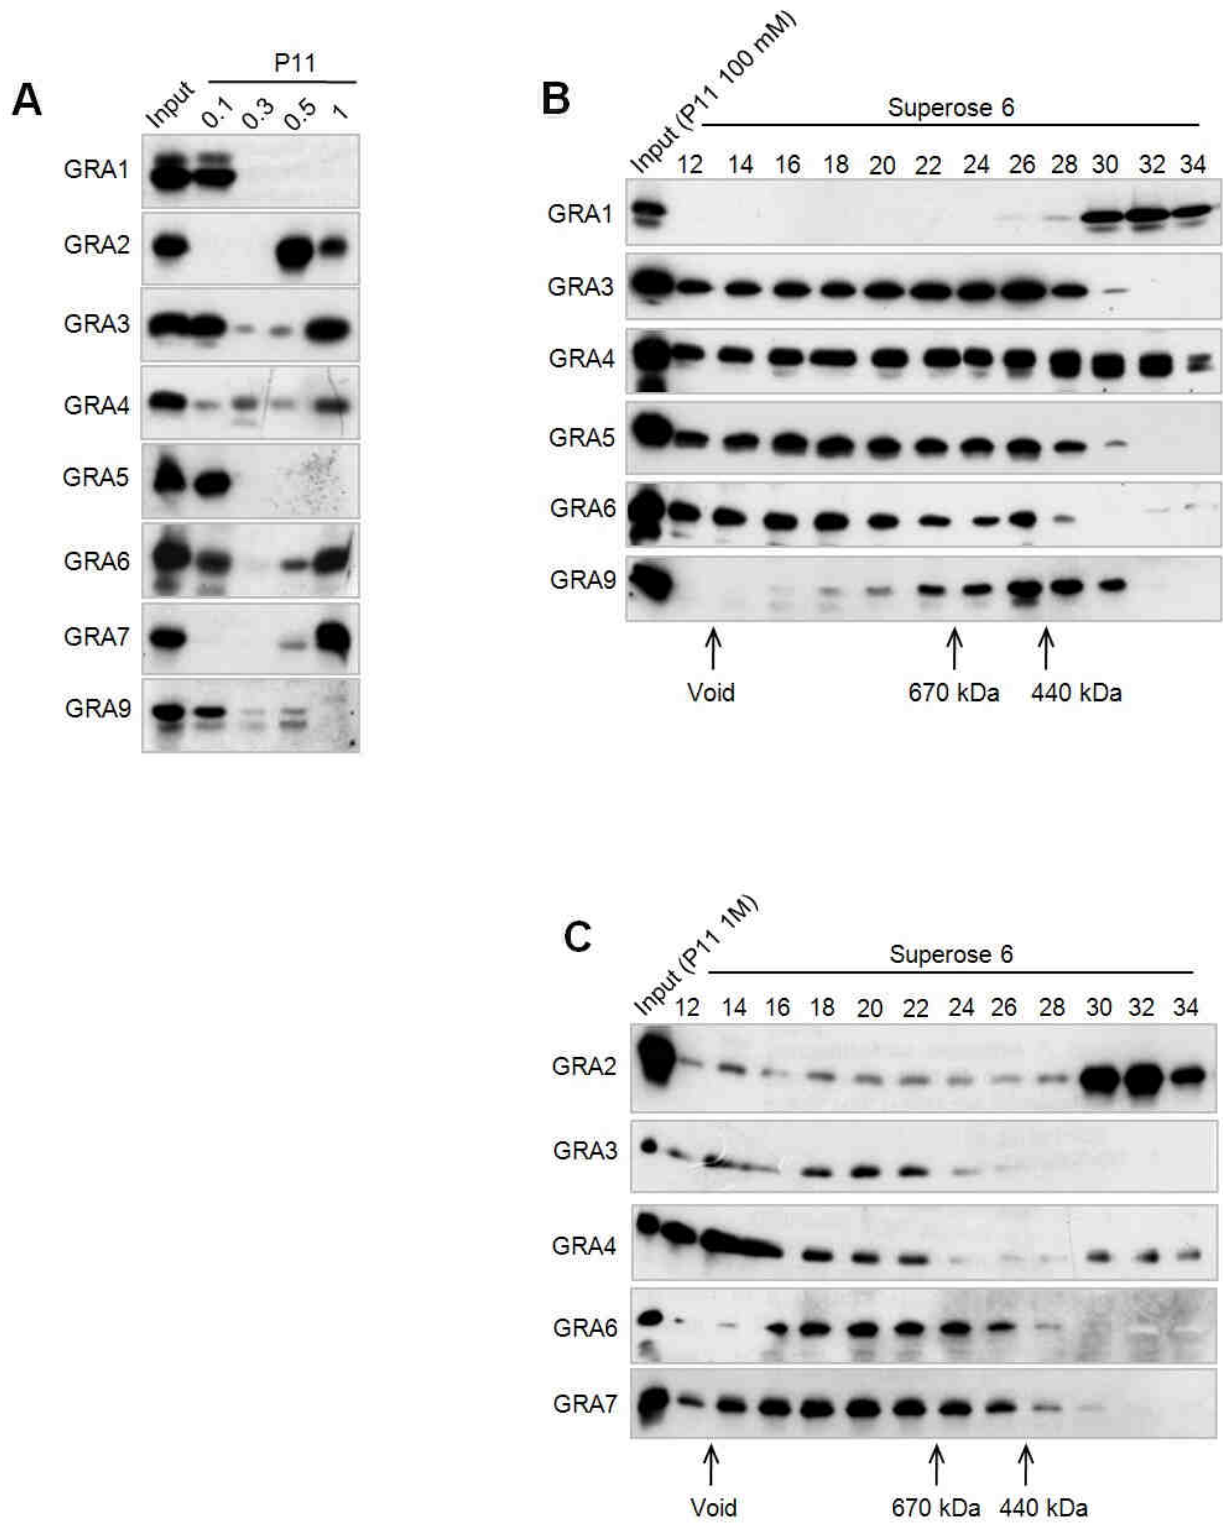 A
P11
Input 0.1 0.3 0.5 1
GRA1
GRA2
GRA3
GRA4
GRA5
GRA6
GRA7
GRA9
B
Input (P11 100 mM)
Superose 6
12 14 16 18 20 22 24 26 28 30 32 34
GRA1
GRA3
GRA4
GRA5
GRA6
GRA9
Void 670 kDa 440 kDa
C
Input (P11 1M)
Superose 6
12 14 16 18 20 22 24 26 28 30 32 34
GRA2
GRA3
GRA4
GRA6
GRA7
Void 670 kDa 440 kDa